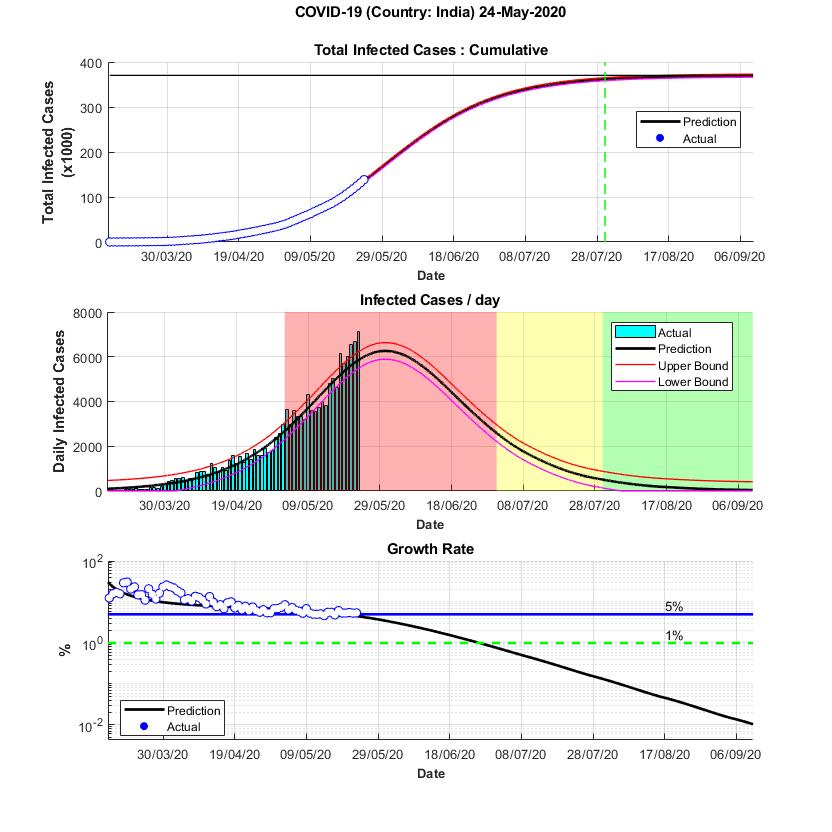 COVID-19 (Country: India) 24-May-2020
Total Infected Cases : Cumulative
Total Infected Cases
(x1000)
400
300
200
100
0
Prediction
Actual
30/03/20 19/04/20 09/05/20 29/05/20 18/06/20 08/07/20 28/07/20 17/08/20 06/09/20
Date
Infected Cases / day
Daily Infected Cases
8000
6000
4000
2000
0
Actual
Prediction
Upper Bound
Lower Bound
30/03/20 19/04/20 09/05/20 29/05/20 18/06/20 08/07/20 28/07/20 17/08/20 06/09/20
Date
Growth Rate
%
10^2
10^0
10^-2
5%
1%
Prediction
Actual
30/03/20 19/04/20 09/05/20 29/05/20 18/06/20 08/07/20 28/07/20 17/08/20 06/09/20
Date